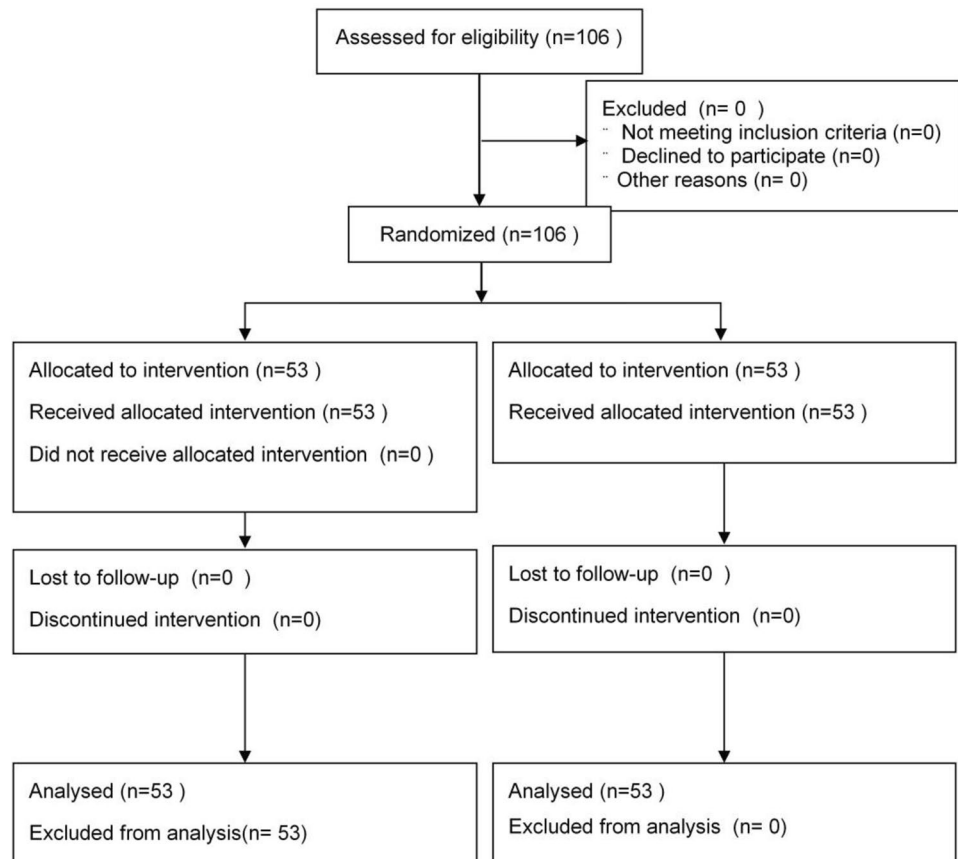 Assessed for eligibility (n=106 )
Excluded (n= 0 )
¨ Not meeting inclusion criteria (n=0)
¨ Declined to participate (n=0)
¨ Other reasons (n= 0)
Randomized (n=106 )
Allocated to intervention (n=53 )
Received allocated intervention (n=53 )
Did not receive allocated intervention (n=0 )
Allocated to intervention (n=53 )
Received allocated intervention (n=53 )
Lost to follow-up (n=0 )
Discontinued intervention (n=0)
Lost to follow-up (n=0 )
Discontinued intervention (n=0)
Analysed (n=53 )
Excluded from analysis(n= 53)
Analysed (n=53 )
Excluded from analysis (n= 0)